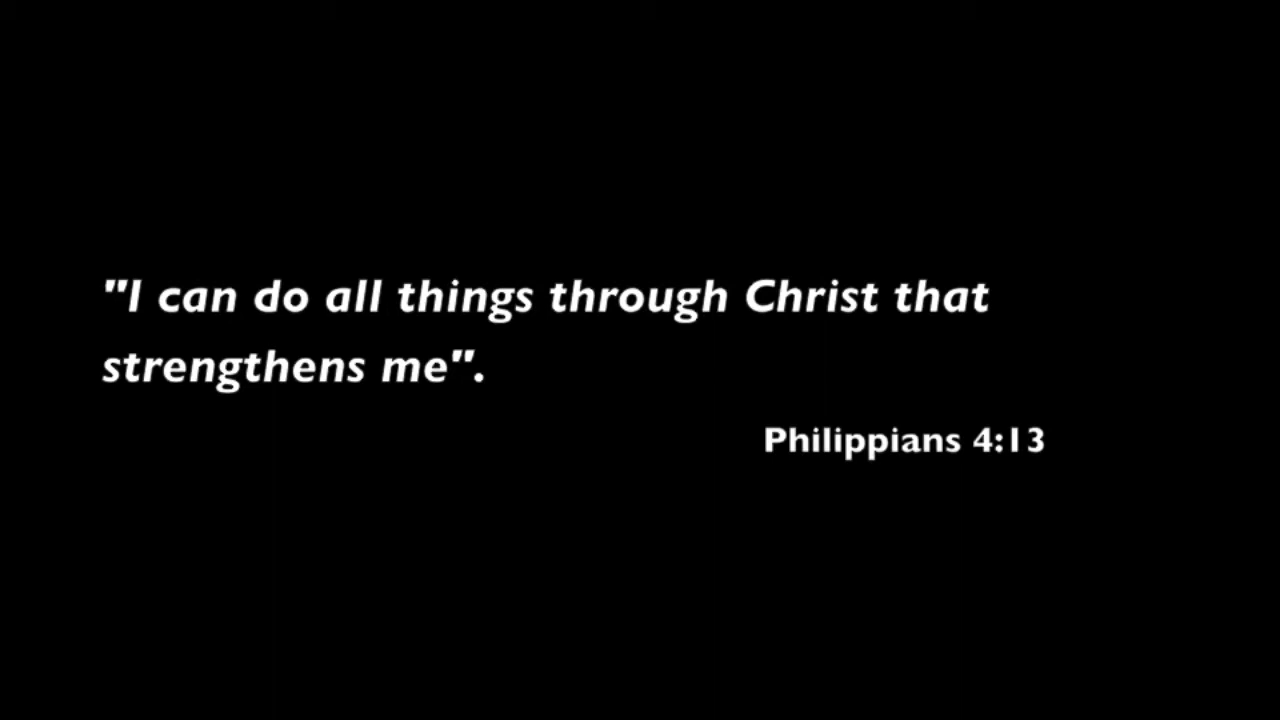 "I can do all things through Christ that
strengthens me".
Philippians 4:13